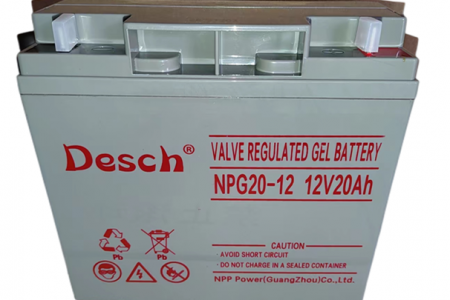 Desch®
VALVE REGULATED GEL BATTERY
NPG20-12 12V20Ah
Pb Pb
CAUTION
- AVOID SHORT CIRCUIT
- DO NOT CHARGE IN A SEALED CONTAINER
NPP Power(GuangZhou)Co.,Ltd.